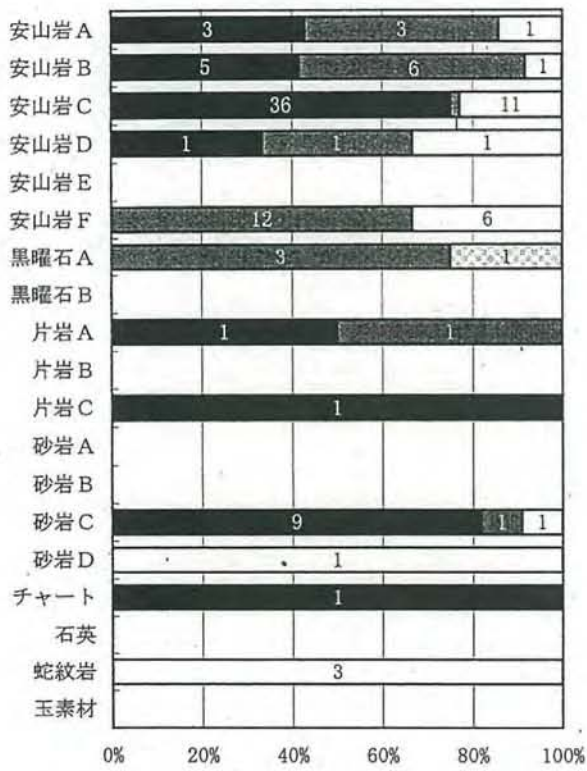 安山岩A 3 3 1
安山岩B 5 6 1
安山岩C 36 11
安山岩D 1 1 1
安山岩E
安山岩F 12 6
黒曜石A 3 1
黒曜石B
片岩A 1 1
片岩B
片岩C 1
砂岩A
砂岩B
砂岩C 9 1 1
砂岩D 1
チャート 1
石英
蛇紋岩 3
玉素材
0% 20% 40% 60% 80% 100%